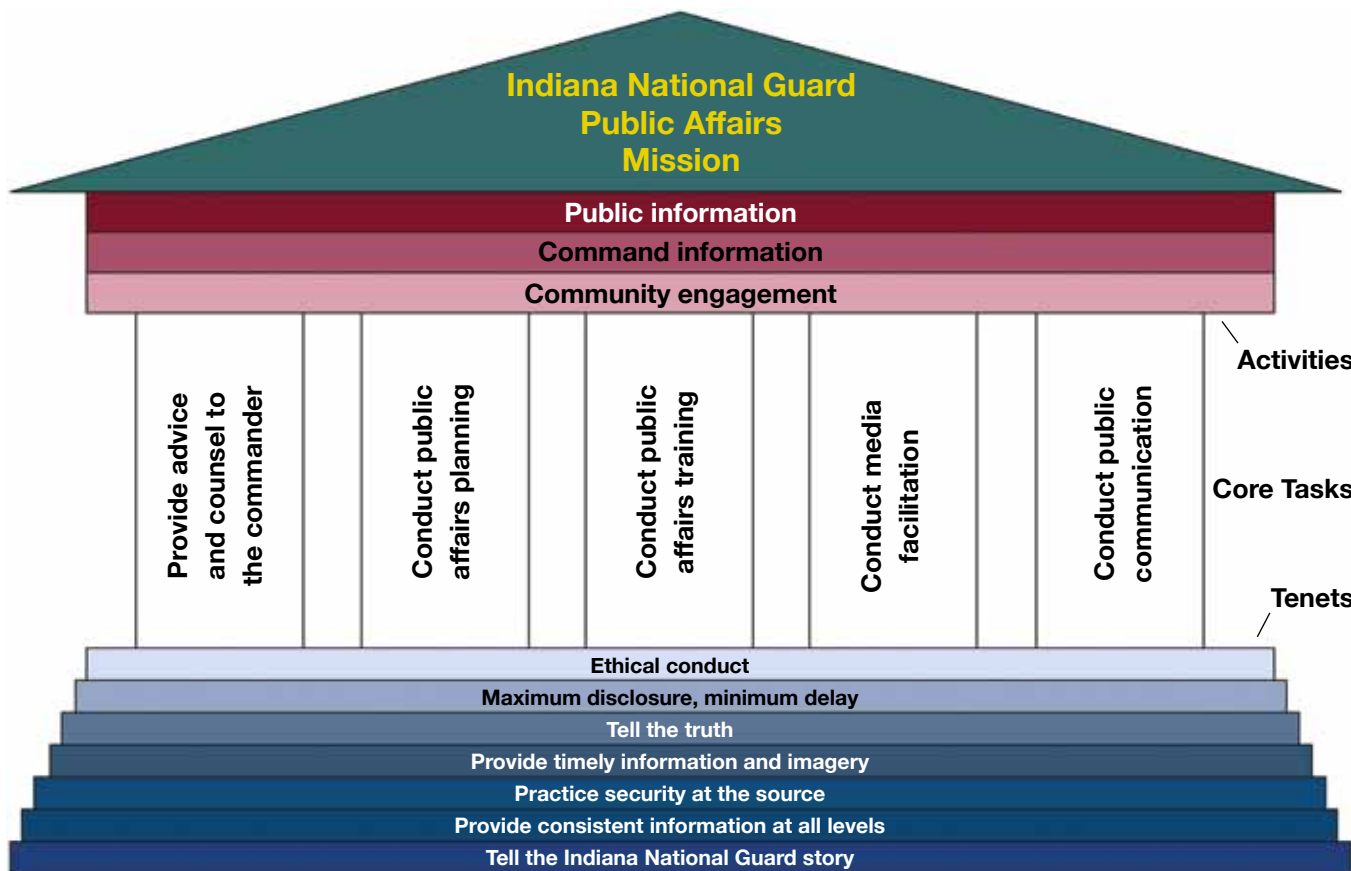 Indiana National Guard
Public Affairs
Mission
Public information
Command information
Community engagement
Activities
Provide advice
and counsel to
the commander
Conduct public
affairs planning
Conduct public
affairs training
Conduct media
facilitation
Conduct public
communication
Core Tasks
Tenets
Ethical conduct
Maximum disclosure, minimum delay
Tell the truth
Provide timely information and imagery
Practice security at the source
Provide consistent information at all levels
Tell the Indiana National Guard story